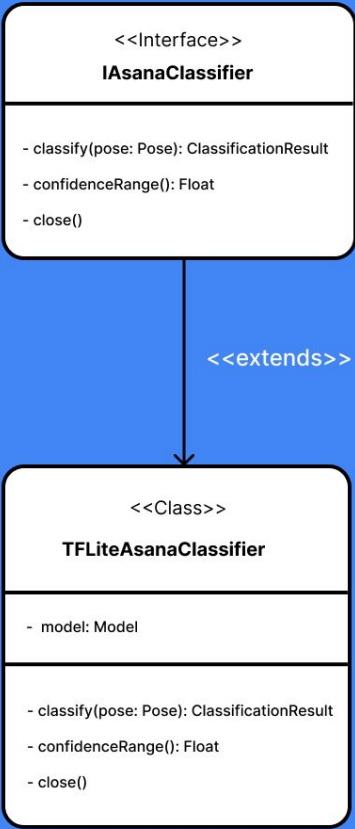 <<Interface>>
IAsanaClassifier
- classify(pose: Pose): ClassificationResult
- confidenceRange(): Float
- close()
<<extends>>
<<Class>>
TFLiteAsanaClassifier
- model: Model
- classify(pose: Pose): ClassificationResult
- confidenceRange(): Float
- close()